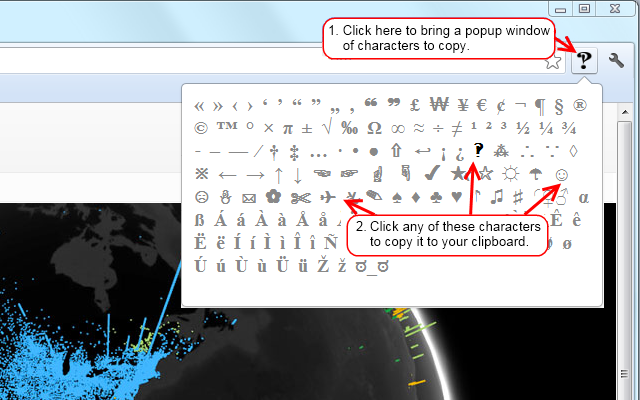 1. Click here to bring a popup window
of characters to copy.
« » ‹ › ‘ ’ “ ” „ ‚ ❝ ❞ £ ₩ ¥ € ¢ ¬ ¶ § ®
© ™ º × π ± √ ‰ Ω ∞ ≈ ÷ ≠ ¹ ² ³ ½ ¼ ¾
- – — ⁄ † ‡ … · • ● ⇧ ↩ ¡ ¿ ‽ ⁂ ∴ ∵ ◊
※ ← → ↑ ↓ ☜ ☞ ☝ ☟ ✔ ★ ☆ ☼ ☂ ☺
☹ ☃ ✉ ✿ ✄ ✈ ✎ ♠ ♦ ♣ ♥ ♫ ♯ ♂ α
ß Á á À à Å å Ê ê
2. Click any of these characters
to copy it to your clipboard.
Ë ë Í í Ì ì Î î Ñ ø
Ú ú Ù ù Ü ü Ž ž ಠ_ಠ